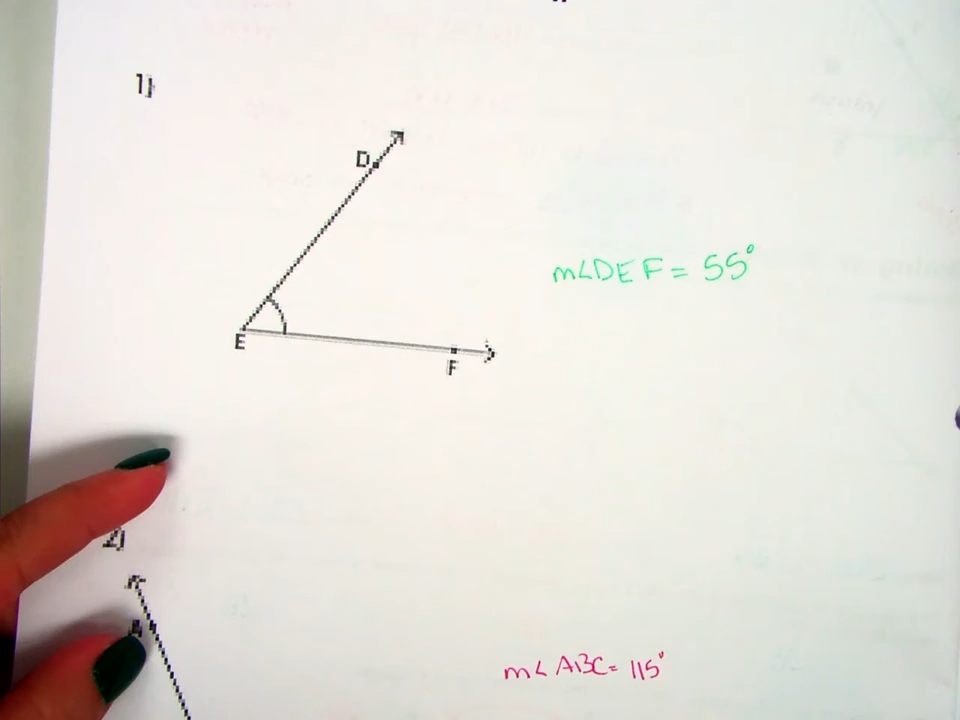 1)
D
m∠DEF = 55°
E
F
2)
A
m∠ABC = 115°